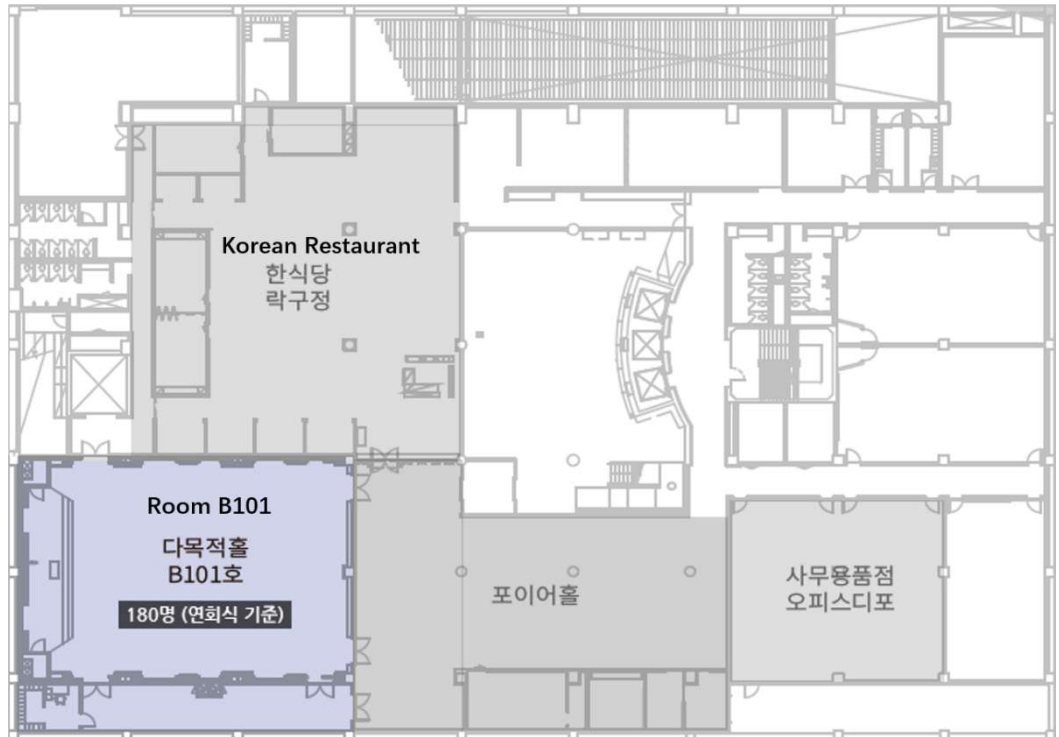 Korean Restaurant
한식당
락구정
Room B101
다목적홀
B101호
180명 (연회식 기준)
포이어홀
사무용품점
오피스디포